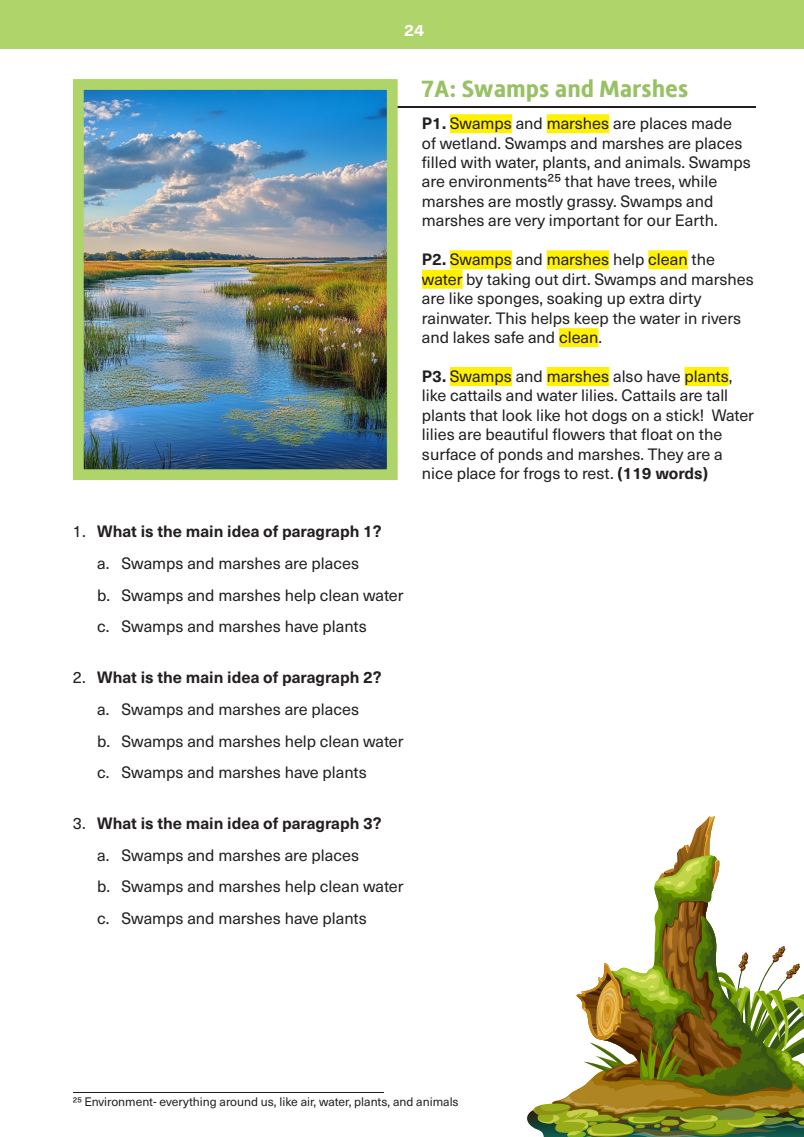 24
7A: Swamps and Marshes
P1. Swamps and marshes are places made
of wetland. Swamps and marshes are places
filled with water, plants, and animals. Swamps
are environments²⁵ that have trees, while
marshes are mostly grassy. Swamps and
marshes are very important for our Earth.
P2. Swamps and marshes help clean the
water by taking out dirt. Swamps and marshes
are like sponges, soaking up extra dirty
rainwater. This helps keep the water in rivers
and lakes safe and clean.
P3. Swamps and marshes also have plants,
like cattails and water lilies. Cattails are tall
plants that look like hot dogs on a stick!  Water
lilies are beautiful flowers that float on the
surface of ponds and marshes. They are a
nice place for frogs to rest. (119 words)
1. What is the main idea of paragraph 1?
a. Swamps and marshes are places
b. Swamps and marshes help clean water
c. Swamps and marshes have plants
2. What is the main idea of paragraph 2?
a. Swamps and marshes are places
b. Swamps and marshes help clean water
c. Swamps and marshes have plants
3. What is the main idea of paragraph 3?
a. Swamps and marshes are places
b. Swamps and marshes help clean water
c. Swamps and marshes have plants
²⁵ Environment- everything around us, like air, water, plants, and animals